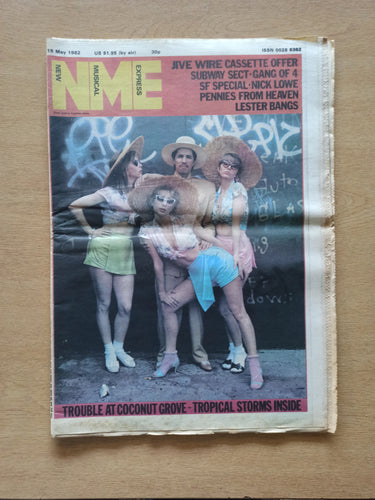 15 May 1982 US $1.95 (by air) 30p ISSN 0028 6362
NEW
MUSICAL
EXPRESS
NME
JIVE WIRE CASSETTE OFFER
SUBWAY SECT·GANG OF 4
SF SPECIAL·NICK LOWE
PENNIES FROM HEAVEN
LESTER BANGS
TROUBLE AT COCONUT GROVE - TROPICAL STORMS INSIDE